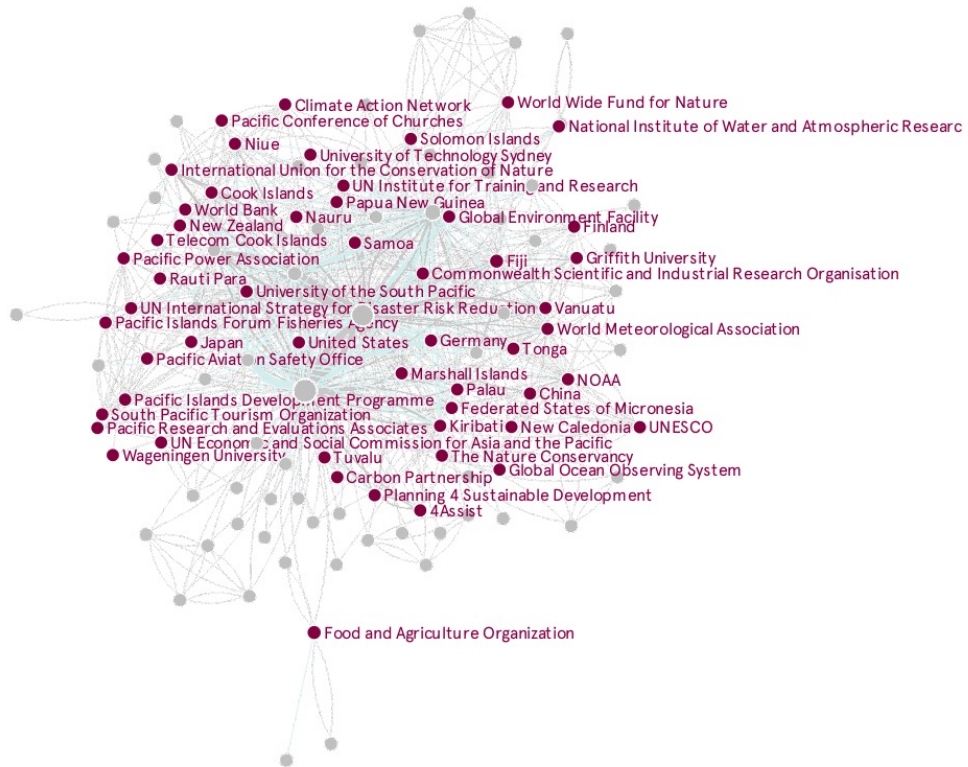 Climate Action Network
World Wide Fund for Nature
Pacific Conference of Churches
National Institute of Water and Atmospheric Researc
Solomon Islands
Niue
University of Technology Sydney
International Union for the Conservation of Nature
UN Institute for Training and Research
Cook Islands
Papua New Guinea
World Bank
Nauru
Global Environment Facility
New Zealand
Finland
Telecom Cook Islands
Samoa
Pacific Power Association
Fiji
Griffith University
Commonwealth Scientific and Industrial Research Organisation
Rauti Para
University of the South Pacific
UN International Strategy for Disaster Risk Reduction
Vanuatu
Pacific Islands Forum Fisheries Agency
World Meteorological Association
Japan
United States
Germany
Tonga
Pacific Aviation Safety Office
Marshall Islands
NOAA
Palau
China
Pacific Islands Development Programme
Federated States of Micronesia
South Pacific Tourism Organization
Pacific Research and Evaluations Associates
Kiribati
New Caledonia
UNESCO
UN Economic and Social Commission for Asia and the Pacific
Wageningen University
Tuvalu
The Nature Conservancy
Global Ocean Observing System
Carbon Partnership
Planning 4 Sustainable Development
4Assist
Food and Agriculture Organization